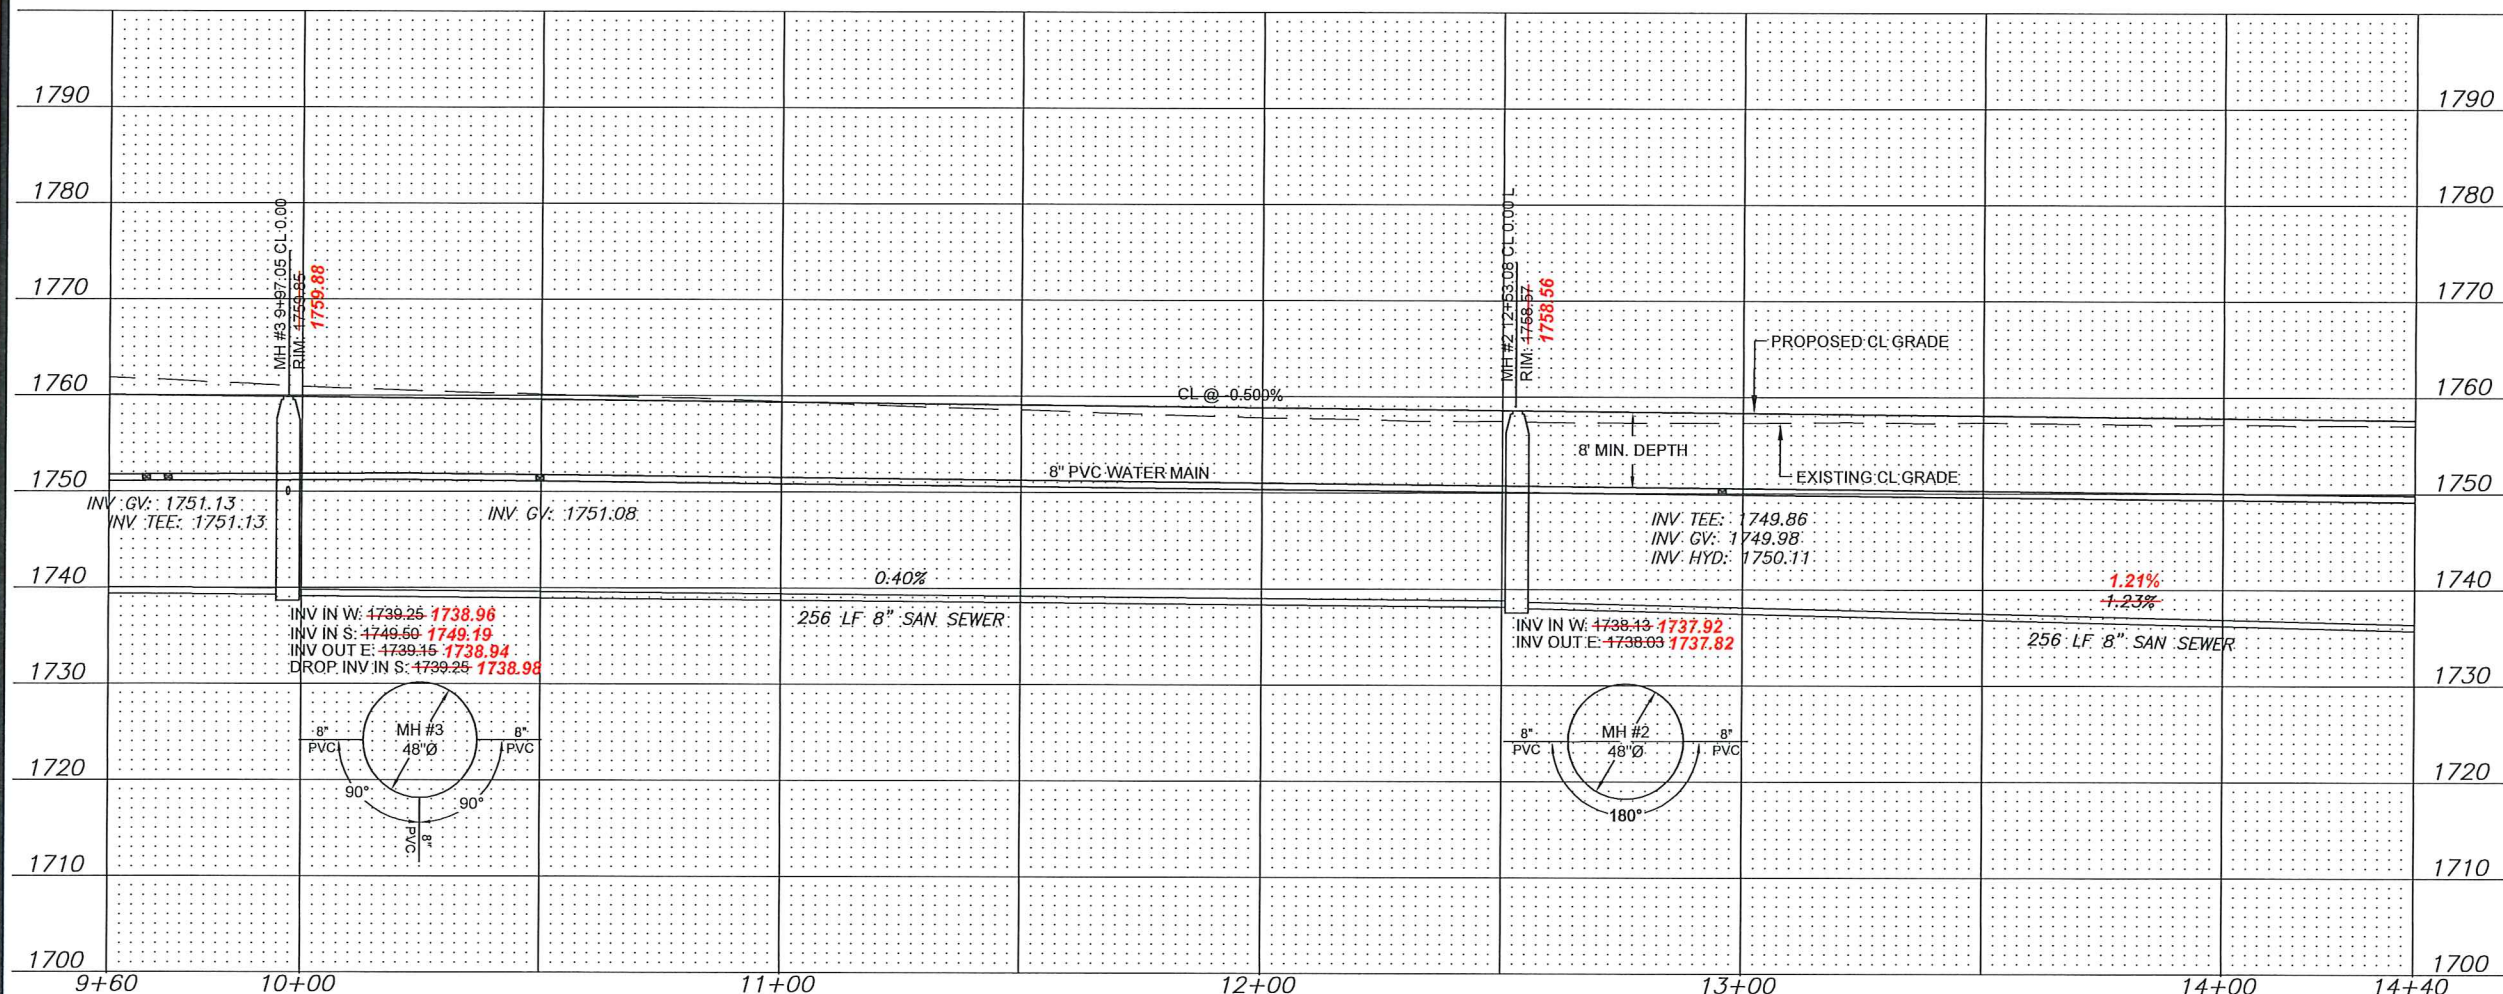 1790
1790
1780
1780
1770
1770
1760
1760
1750
1750
1740
1740
1730
1730
1720
1720
1710
1710
1700
1700
MH #3 9+97.05 CL 0.00
RIM: 1759.85
1759.88
MH #2 12+53.08 CL 0.00 L
RIM: 1758.57
1758.56
PROPOSED CL GRADE
CL @ -0.500%
8' MIN. DEPTH
8" PVC WATER MAIN
EXISTING CL GRADE
INV GV: 1751.13
INV TEE: 1751.13
INV GV: 1751.08
INV TEE: 1749.86
INV GV: 1749.98
INV HYD: 1750.11
0.40%
256 LF 8" SAN SEWER
1.21%
1.23%
256 LF 8" SAN SEWER
INV IN W: 1739.25 1738.96
INV IN S: 1749.50 1749.19
INV OUT E: 1739.15 1738.94
DROP INV IN S: 1739.25 1738.98
INV IN W: 1738.13 1737.92
INV OUT E: 1738.03 1737.82
8"
PVC
MH #3
48"Ø
8"
PVC
90°
90°
8"
PVC
8"
PVC
MH #2
48"Ø
8"
PVC
180°
9+60
10+00
11+00
12+00
13+00
14+00
14+40